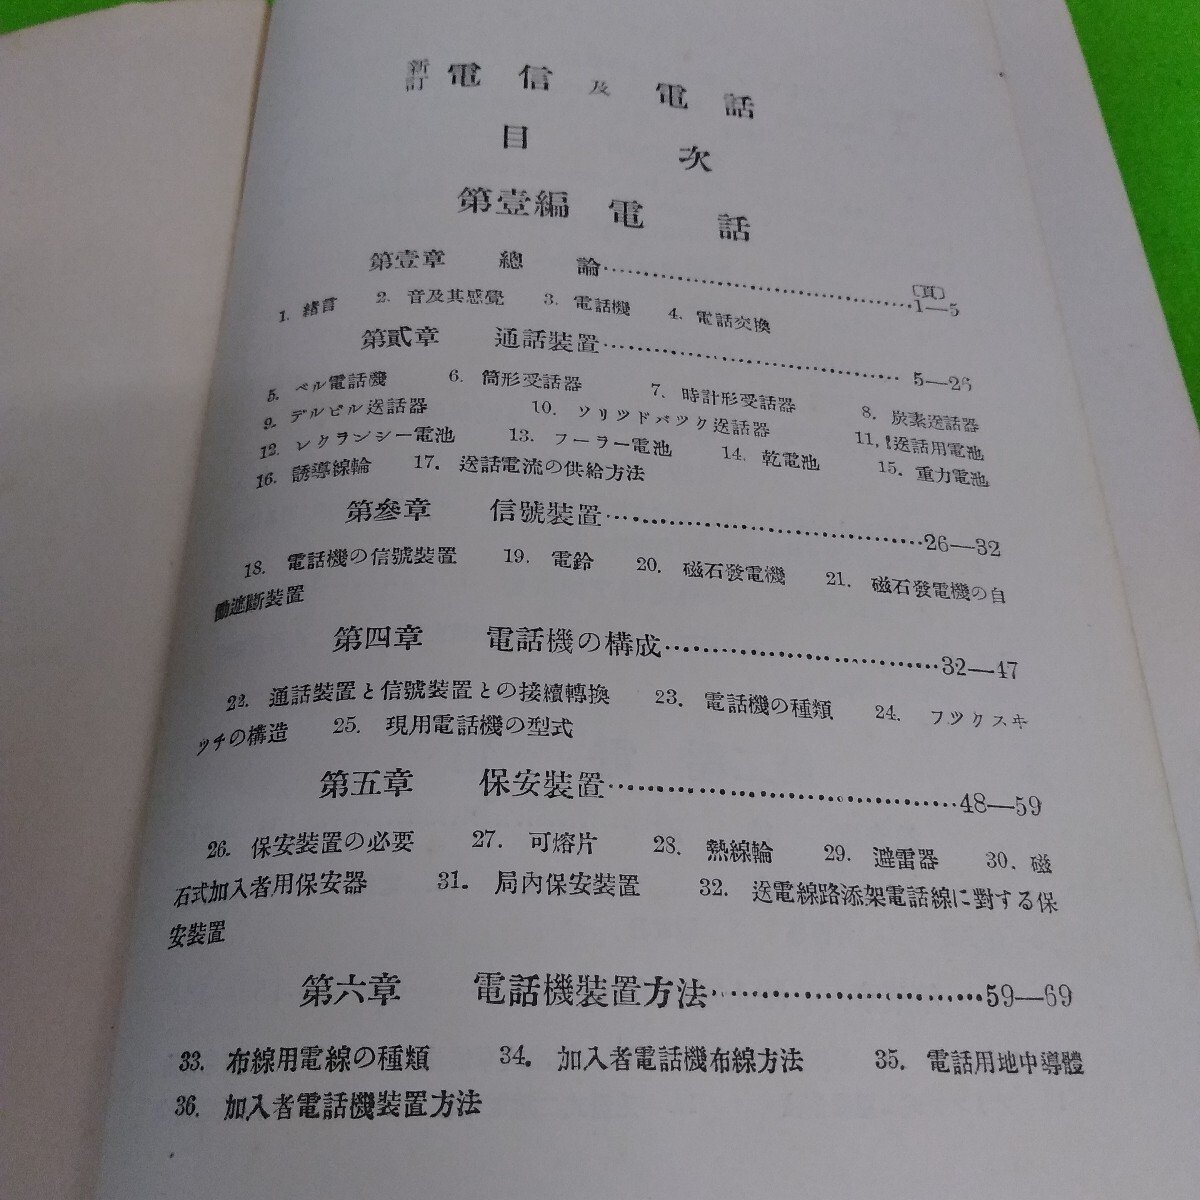 新訂 電信及電話
目次
第壹編 電話
第壹章 總論…………………………〔頁〕1—5
1. 緒言 2. 音及其感覺 3. 電話機 4. 電話交換
第貳章 通話裝置…………………………5—26
5. ベル電話機 6. 筒形受話器 7. 時計形受話器 8. 炭素送話器
9. デルビル送話器 10. ソリツドバツク送話器 11. 送話用電池
12. レクランシー電池 13. フーラー電池 14. 乾電池 15. 重力電池
16. 誘導線輪 17. 送話電流の供給方法
第參章 信號裝置…………………………26—32
18. 電話機の信號裝置 19. 電鈴 20. 磁石發電機 21. 磁石發電機の自
働遮斷裝置
第四章 電話機の構成…………………………32—47
22. 通話裝置と信號裝置との接續轉換 23. 電話機の種類 24. フツクスヰ
ツチの構造 25. 現用電話機の型式
第五章 保安裝置…………………………48—59
26. 保安裝置の必要 27. 可熔片 28. 熱線輪 29. 避雷器 30. 磁
石式加入者用保安器 31. 局內保安裝置 32. 送電線路添架電話線に對する保
安裝置
第六章 電話機裝置方法…………………………59—69
33. 布線用電線の種類 34. 加入者電話機布線方法 35. 電話用地中導體
36. 加入者電話機裝置方法